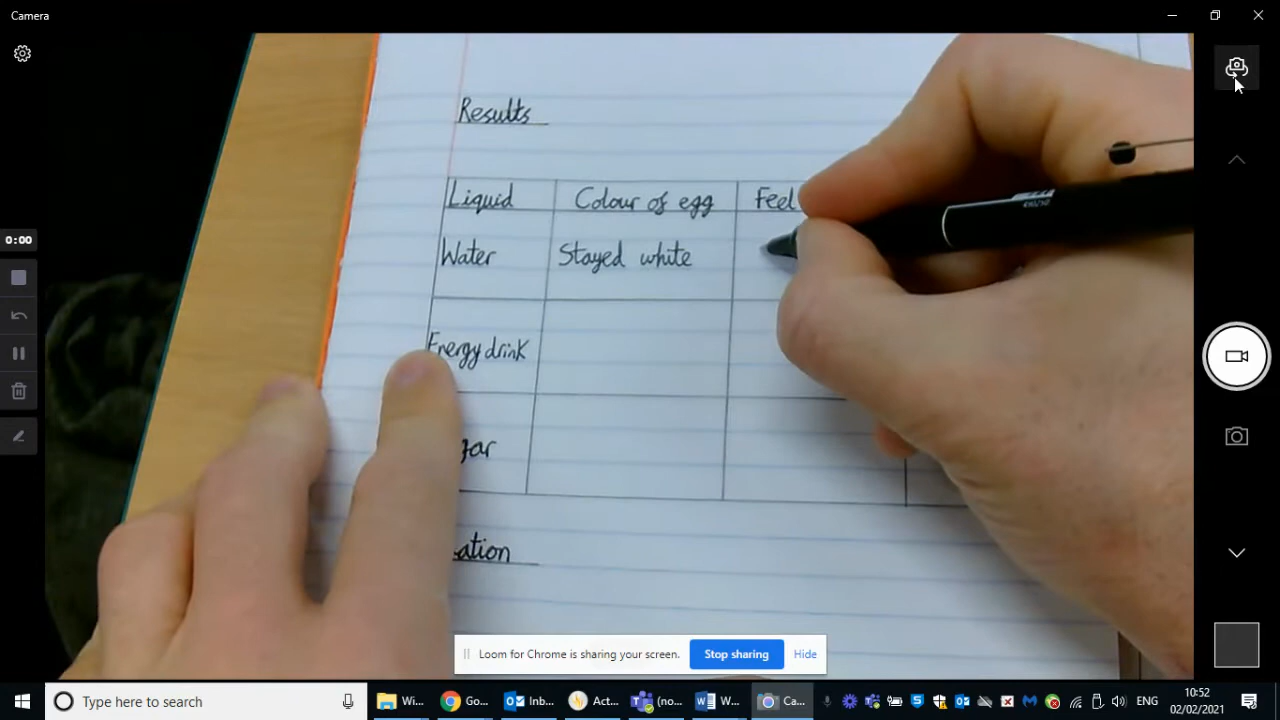 Camera
0:00
Results
Liquid Colour of egg Feel
Water Stayed white
Energy drink
gar
ation
Loom for Chrome is sharing your screen. Stop sharing Hide
Type here to search
Wi... Go... Inb... Act... (no... W... Ca...
ENG
10:52
02/02/2021